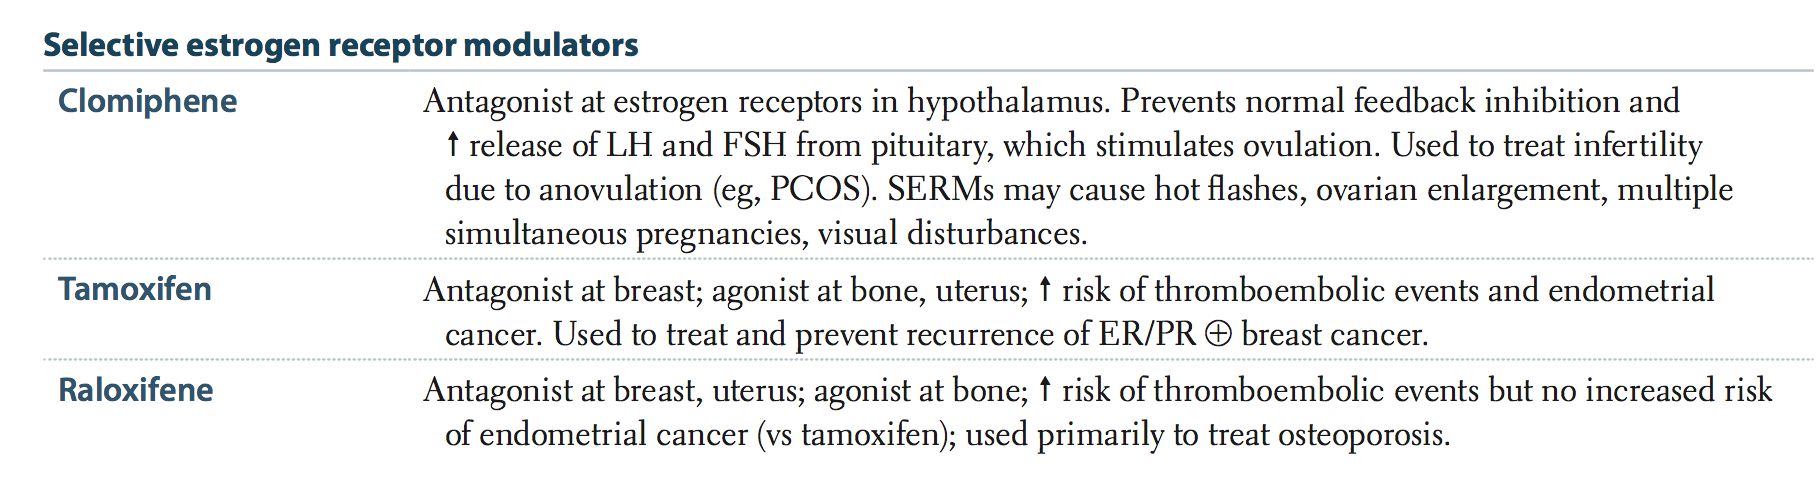 Selective estrogen receptor modulators
Clomiphene
Antagonist at estrogen receptors in hypothalamus. Prevents normal feedback inhibition and
↑ release of LH and FSH from pituitary, which stimulates ovulation. Used to treat infertility
due to anovulation (eg, PCOS). SERMs may cause hot flashes, ovarian enlargement, multiple
simultaneous pregnancies, visual disturbances.
Tamoxifen
Antagonist at breast; agonist at bone, uterus; ↑ risk of thromboembolic events and endometrial
cancer. Used to treat and prevent recurrence of ER/PR ⊕ breast cancer.
Raloxifene
Antagonist at breast, uterus; agonist at bone; ↑ risk of thromboembolic events but no increased risk
of endometrial cancer (vs tamoxifen); used primarily to treat osteoporosis.